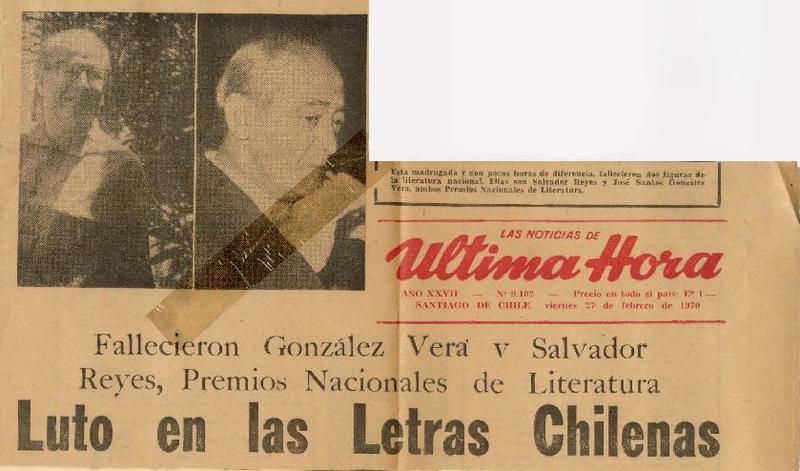 Esta madrugada y con pocas horas de diferencia, fallecieron dos figuras de
la literatura nacional. Ellas son Salvador Reyes y José Santos González
Vera, ambos Premios Nacionales de Literatura.
LAS NOTICIAS DE
Ultima Hora
AÑO XXVII — Nº 9.102 — Precio en todo el país: Eº 1—
SANTIAGO DE CHILE viernes 27 de febrero de 1970
Fallecieron González Vera y Salvador
Reyes, Premios Nacionales de Literatura
Luto en las Letras Chilenas